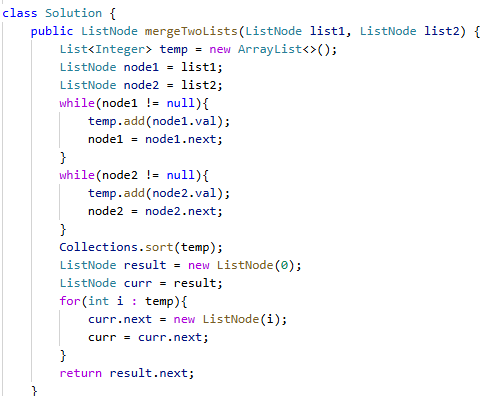 class Solution {
    public ListNode mergeTwoLists(ListNode list1, ListNode list2) {
        List<Integer> temp = new ArrayList<>();
        ListNode node1 = list1;
        ListNode node2 = list2;
        while(node1 != null){
            temp.add(node1.val);
            node1 = node1.next;
        }
        while(node2 != null){
            temp.add(node2.val);
            node2 = node2.next;
        }
        Collections.sort(temp);
        ListNode result = new ListNode(0);
        ListNode curr = result;
        for(int i : temp){
            curr.next = new ListNode(i);
            curr = curr.next;
        }
        return result.next;
    }